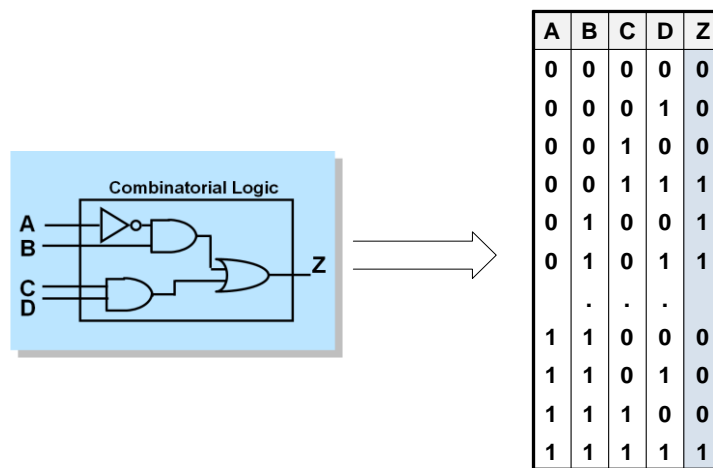 Combinatorial Logic
A
B
C
D
Z
A B C D Z
0 0 0 0 0
0 0 0 1 0
0 0 1 0 0
0 0 1 1 1
0 1 0 0 1
0 1 0 1 1
. . .
1 1 0 0 0
1 1 0 1 0
1 1 1 0 0
1 1 1 1 1